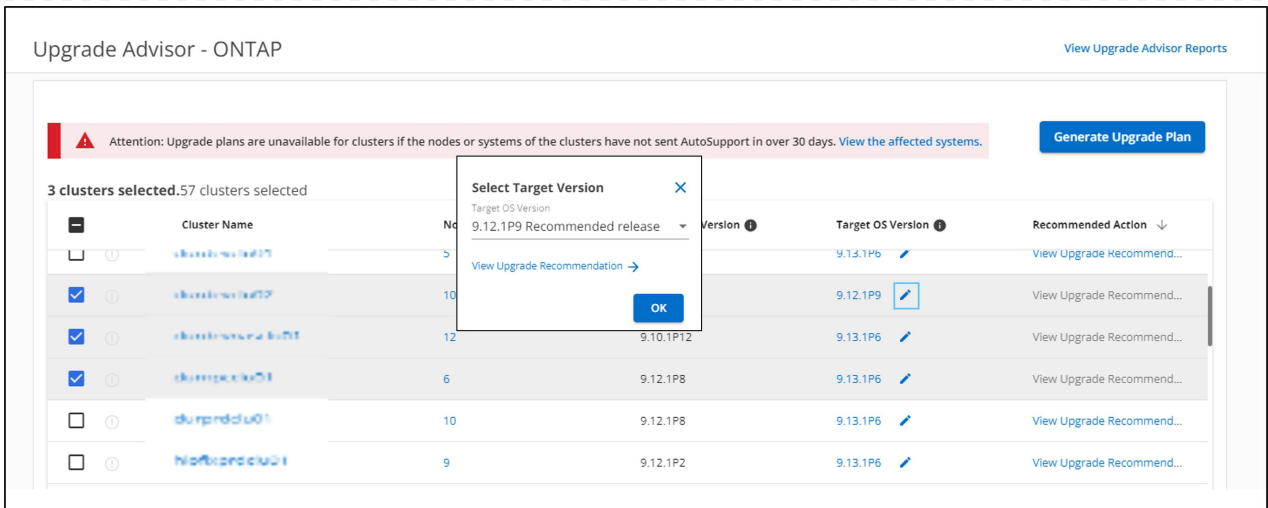 Upgrade Advisor - ONTAP
View Upgrade Advisor Reports
Attention: Upgrade plans are unavailable for clusters if the nodes or systems of the clusters have not sent AutoSupport in over 30 days. View the affected systems.
Generate Upgrade Plan
3 clusters selected.57 clusters selected
Select Target Version
Target OS Version
9.12.1P9 Recommended release
View Upgrade Recommendation
OK
Cluster Name No Version Target OS Version Recommended Action
5 9.13.1P6 View Upgrade Recommend...
10 9.12.1P9 View Upgrade Recommend...
12 9.10.1P12 9.13.1P6 View Upgrade Recommend...
6 9.12.1P8 9.13.1P6 View Upgrade Recommend...
10 9.12.1P8 9.13.1P6 View Upgrade Recommend...
9 9.12.1P2 9.13.1P6 View Upgrade Recommend...